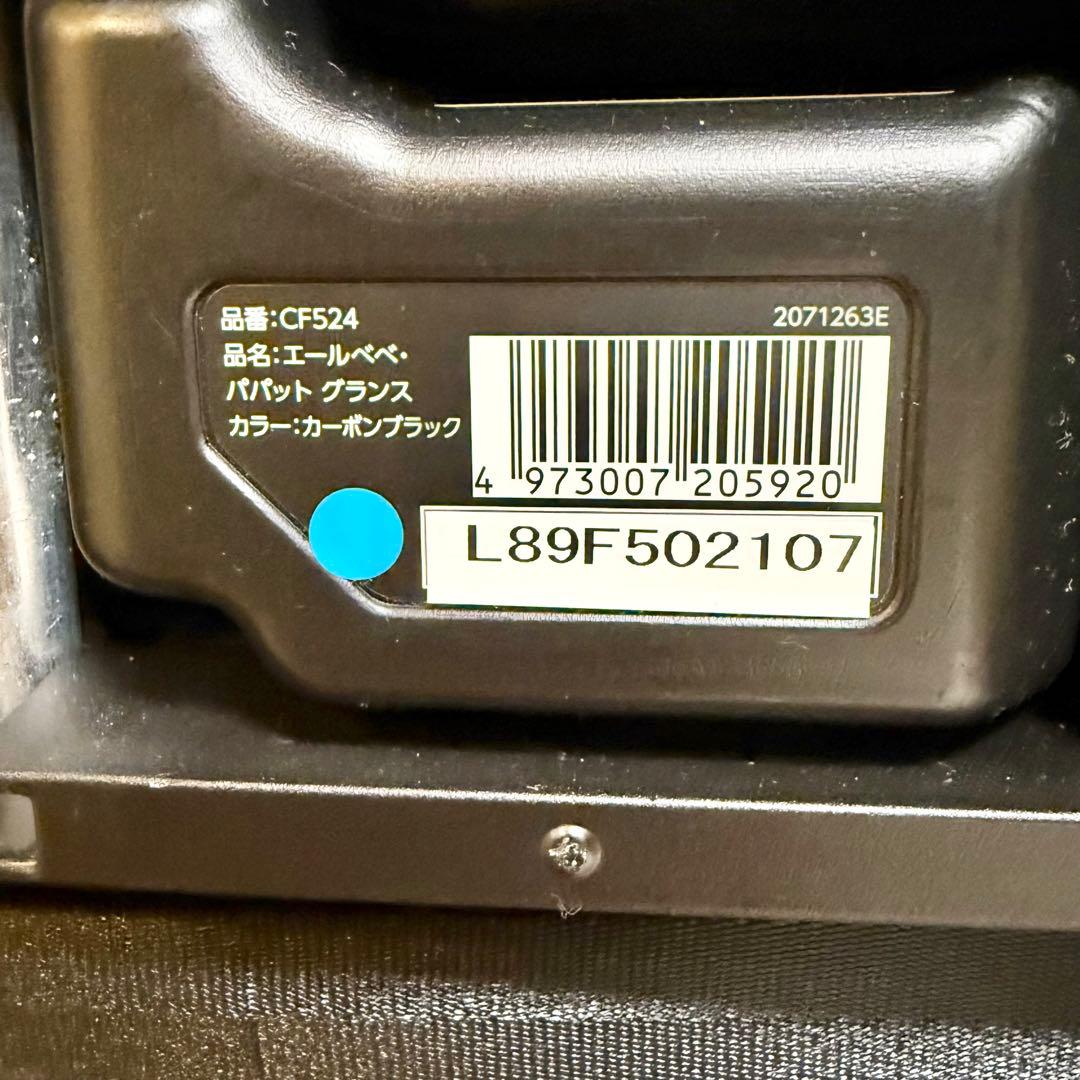 品番:CF524
2071263E
品名:エールベベ・
パパット グランス
カラー:カーボンブラック
4 973007 205920
L89F502107